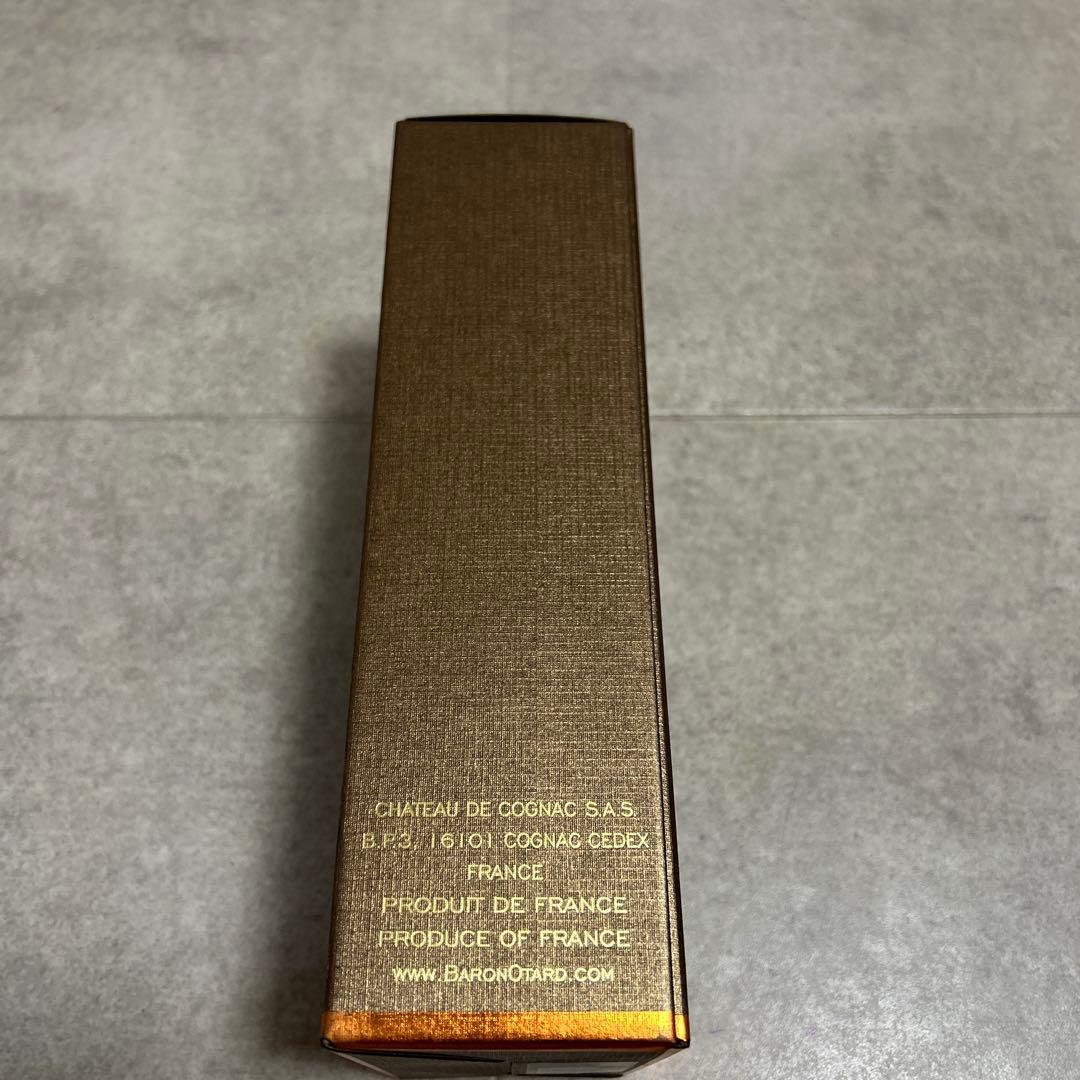 CHATEAU DE COGNAC S.A.S.
B.P.3, 16101 COGNAC CEDEX
FRANCE
PRODUIT DE FRANCE
PRODUCE OF FRANCE
WWW.BARONOTARD.COM